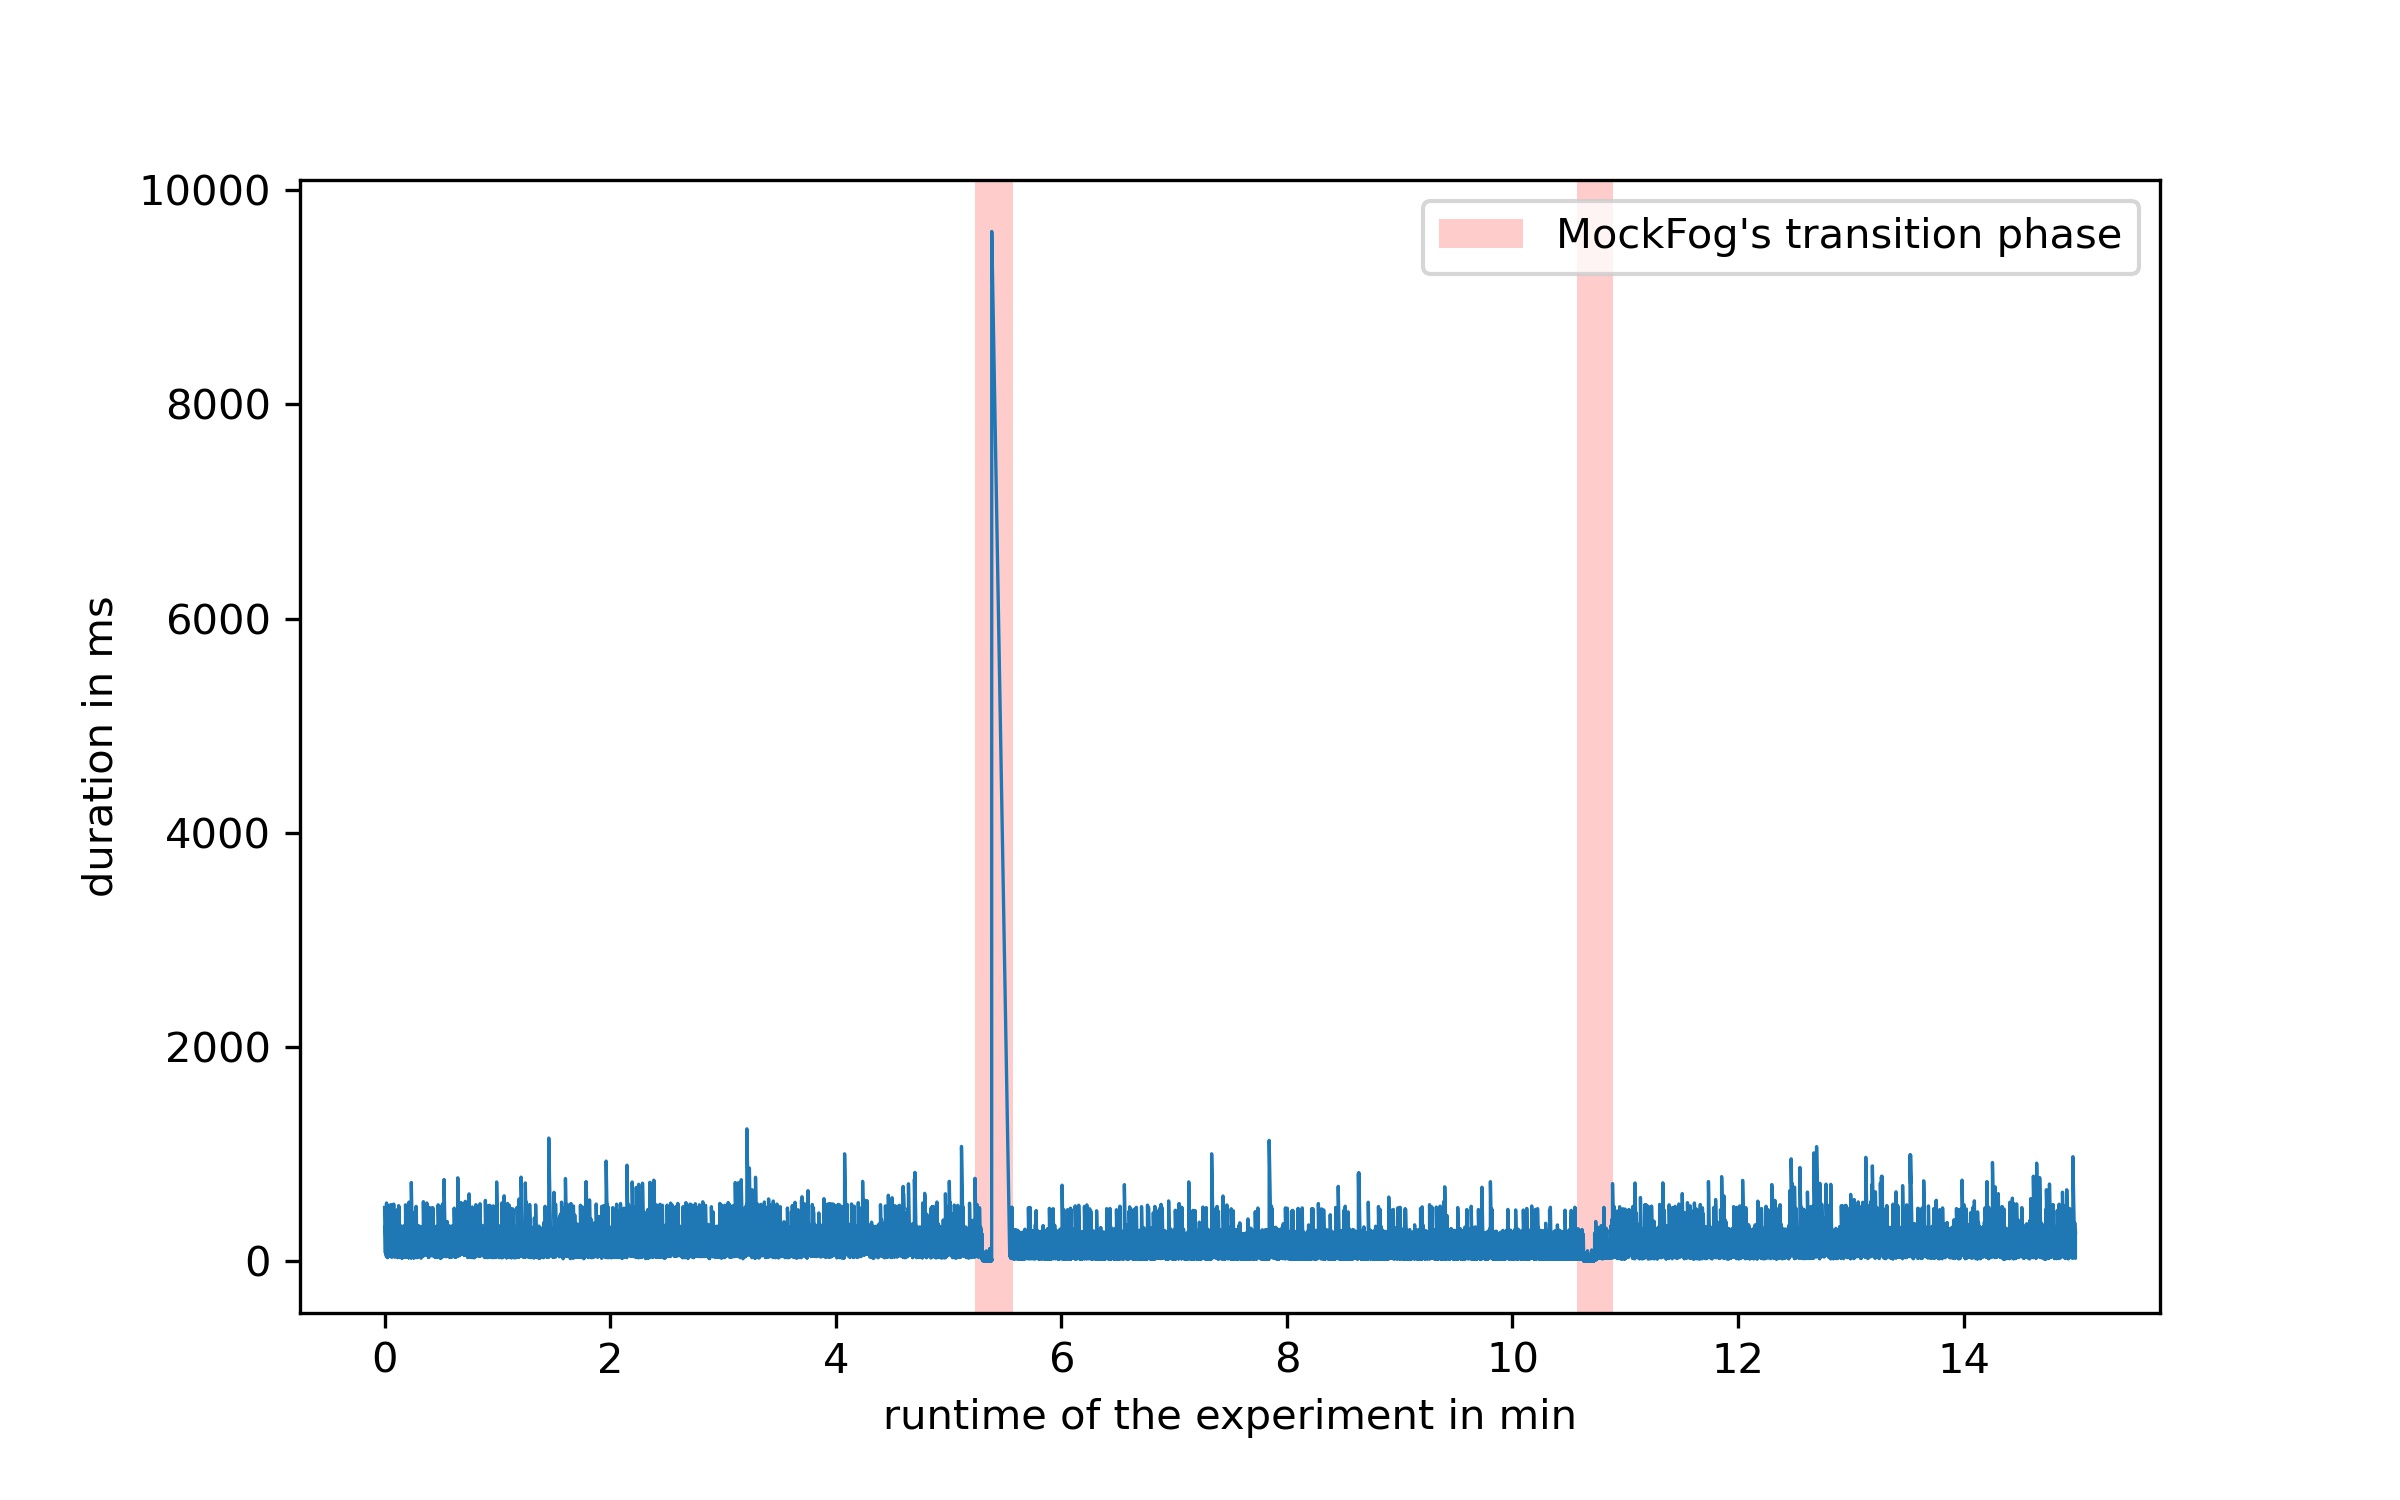 MockFog's transition phase
10000
8000
6000
4000
2000
0
duration in ms
0 2 4 6 8 10 12 14
runtime of the experiment in min